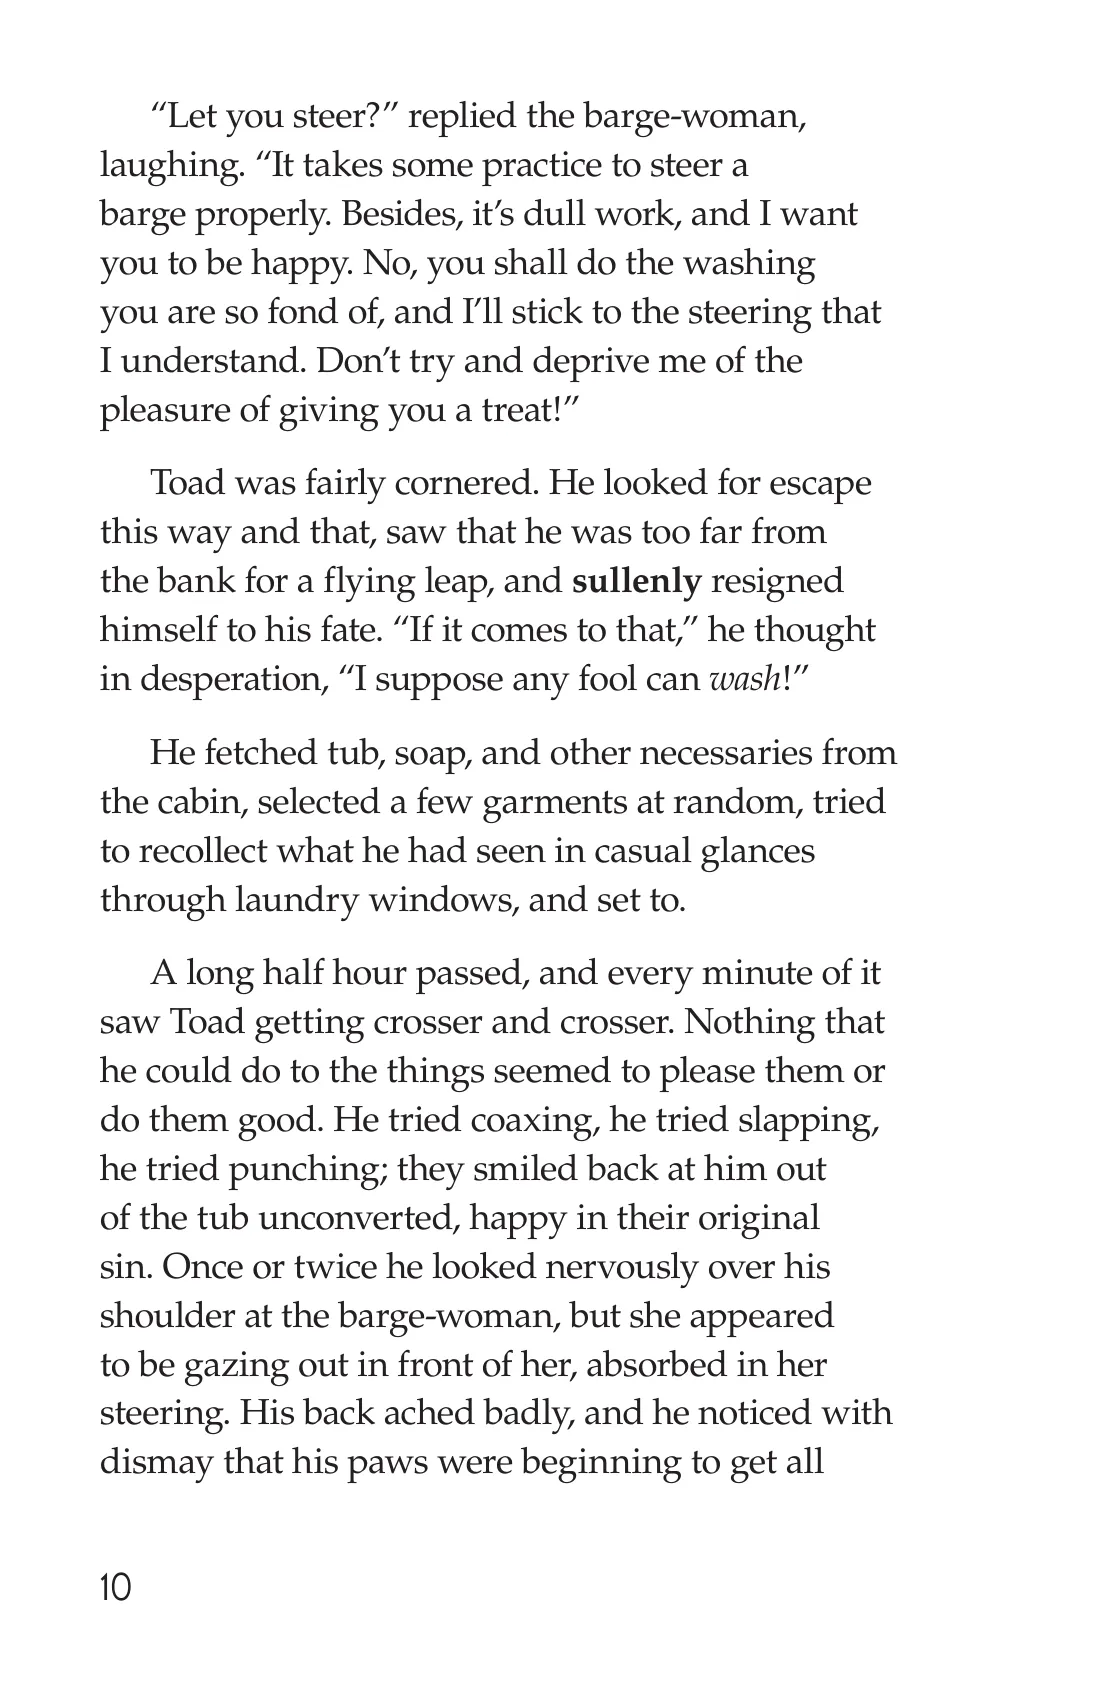 “Let you steer?” replied the barge-woman,
laughing. “It takes some practice to steer a
barge properly. Besides, it’s dull work, and I want
you to be happy. No, you shall do the washing
you are so fond of, and I’ll stick to the steering that
I understand. Don’t try and deprive me of the
pleasure of giving you a treat!”
Toad was fairly cornered. He looked for escape
this way and that, saw that he was too far from
the bank for a flying leap, and sullenly resigned
himself to his fate. “If it comes to that,” he thought
in desperation, “I suppose any fool can wash!”
He fetched tub, soap, and other necessaries from
the cabin, selected a few garments at random, tried
to recollect what he had seen in casual glances
through laundry windows, and set to.
A long half hour passed, and every minute of it
saw Toad getting crosser and crosser. Nothing that
he could do to the things seemed to please them or
do them good. He tried coaxing, he tried slapping,
he tried punching; they smiled back at him out
of the tub unconverted, happy in their original
sin. Once or twice he looked nervously over his
shoulder at the barge-woman, but she appeared
to be gazing out in front of her, absorbed in her
steering. His back ached badly, and he noticed with
dismay that his paws were beginning to get all
10